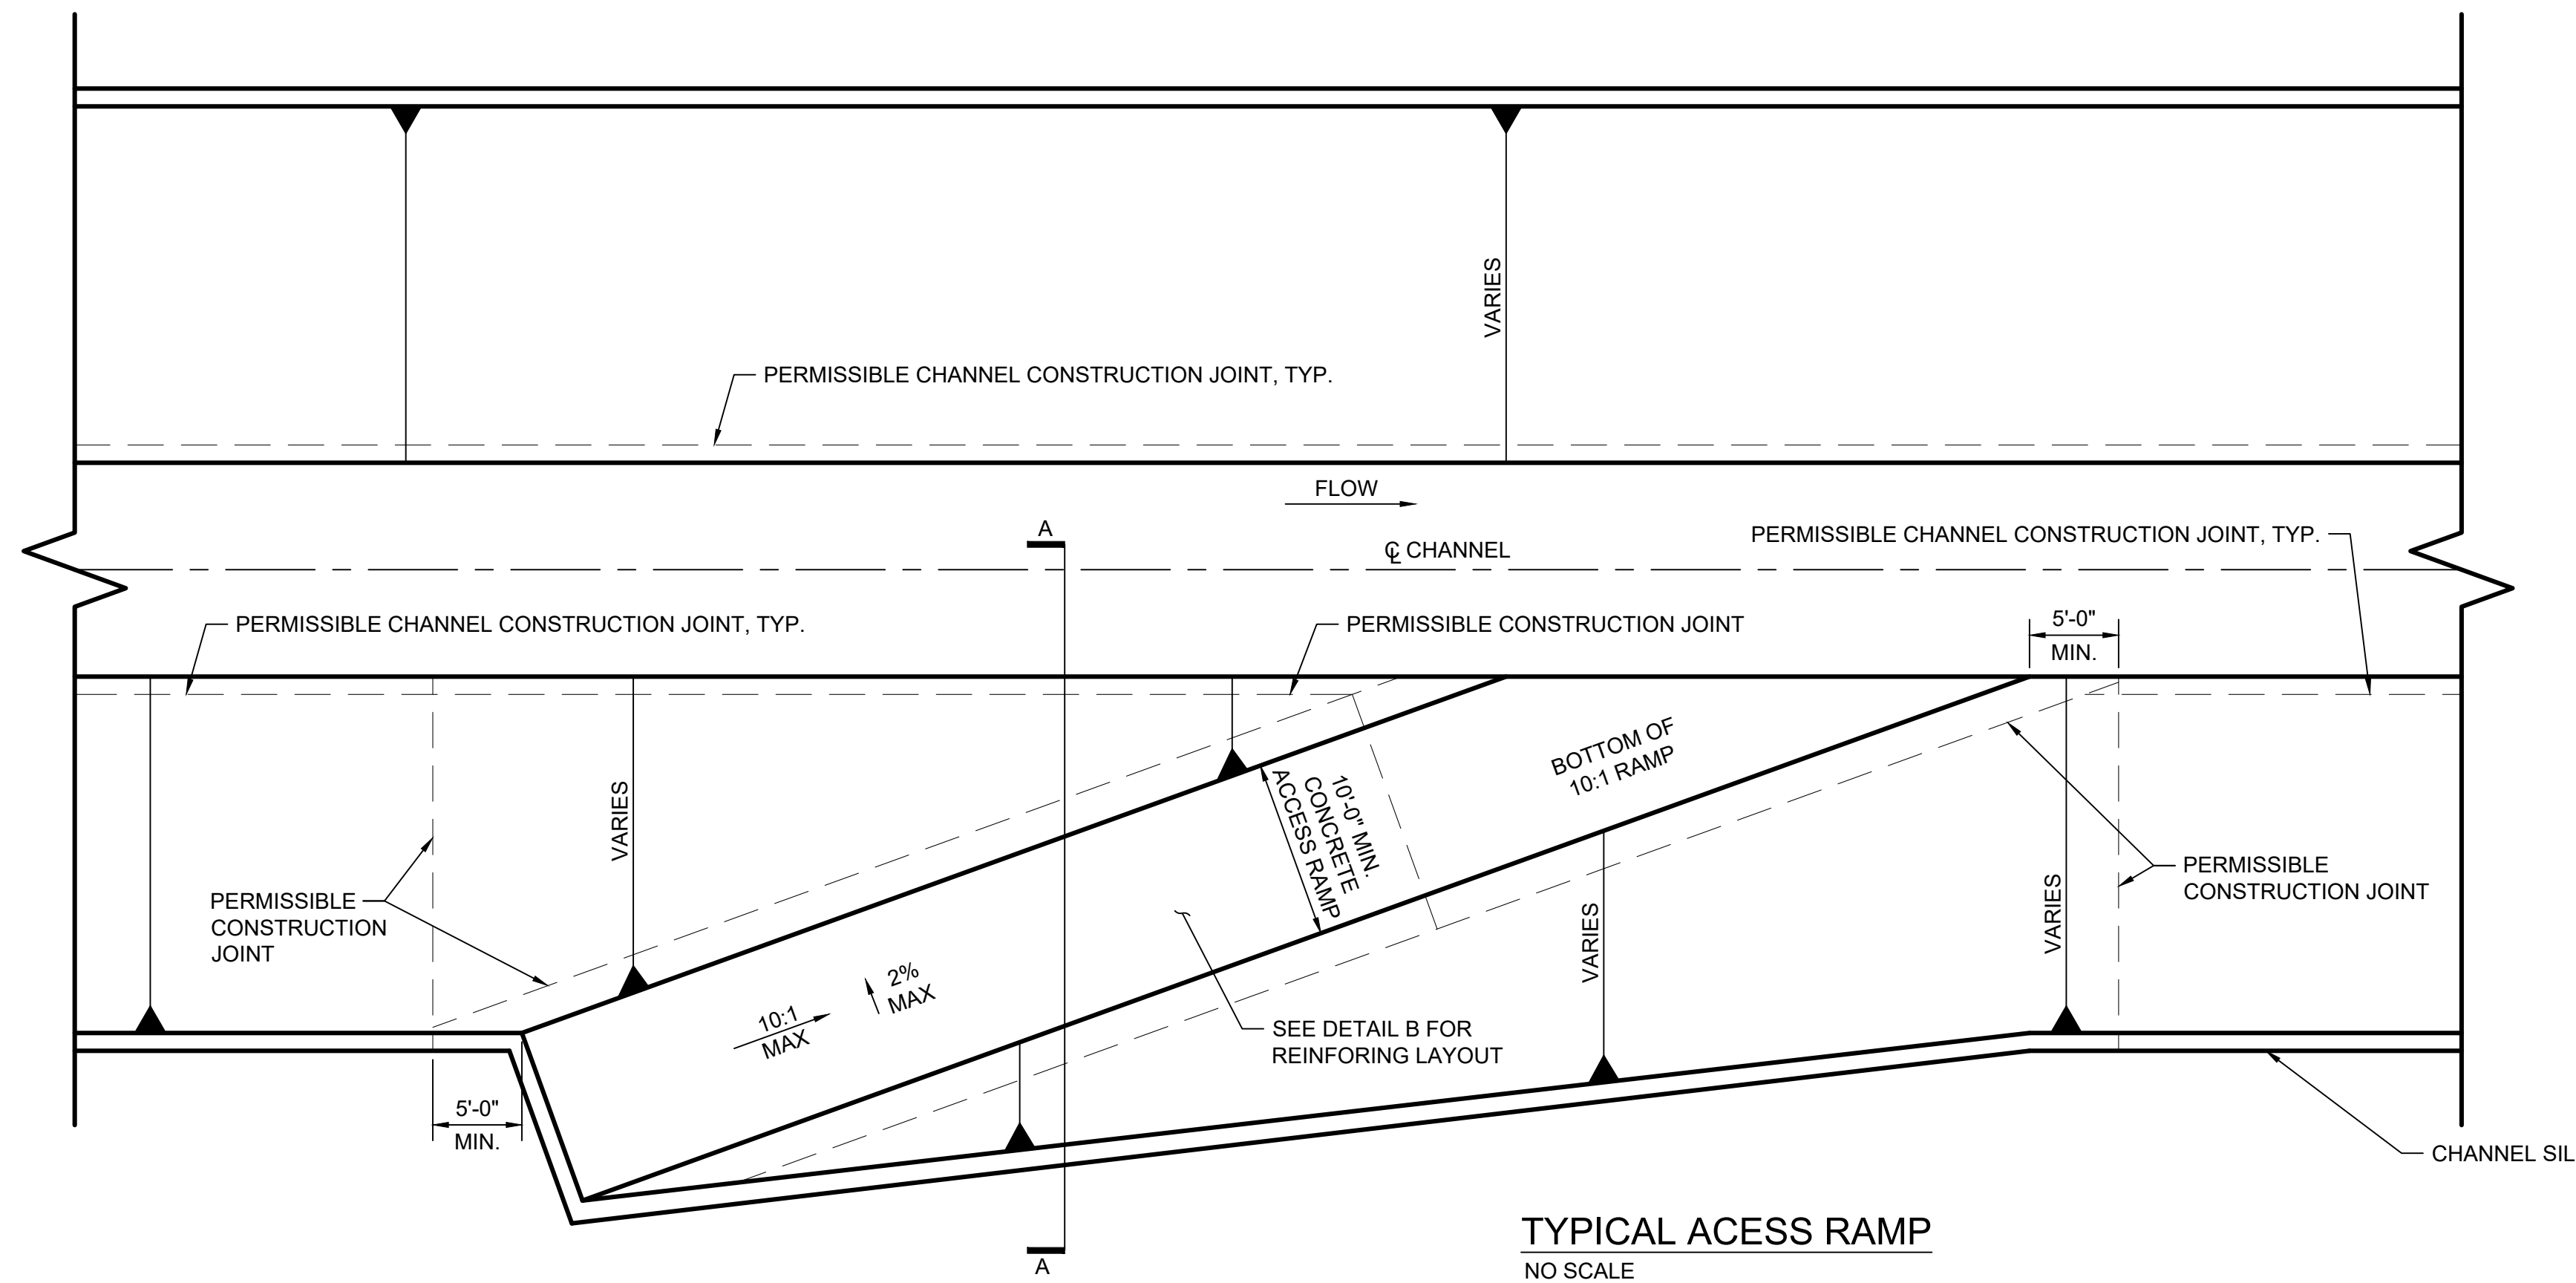 VARIES
PERMISSIBLE CHANNEL CONSTRUCTION JOINT, TYP.
FLOW
A
℄ CHANNEL
PERMISSIBLE CHANNEL CONSTRUCTION JOINT, TYP.
PERMISSIBLE CHANNEL CONSTRUCTION JOINT, TYP.
PERMISSIBLE CONSTRUCTION JOINT
5'-0"
MIN.
VARIES
BOTTOM OF
10:1 RAMP
10'-0" MIN.
CONCRETE
ACCESS RAMP
PERMISSIBLE
CONSTRUCTION
JOINT
PERMISSIBLE
CONSTRUCTION JOINT
VARIES
VARIES
2%
MAX
10:1
MAX
SEE DETAIL B FOR
REINFORING LAYOUT
5'-0"
MIN.
CHANNEL SIL
A
TYPICAL ACESS RAMP
NO SCALE